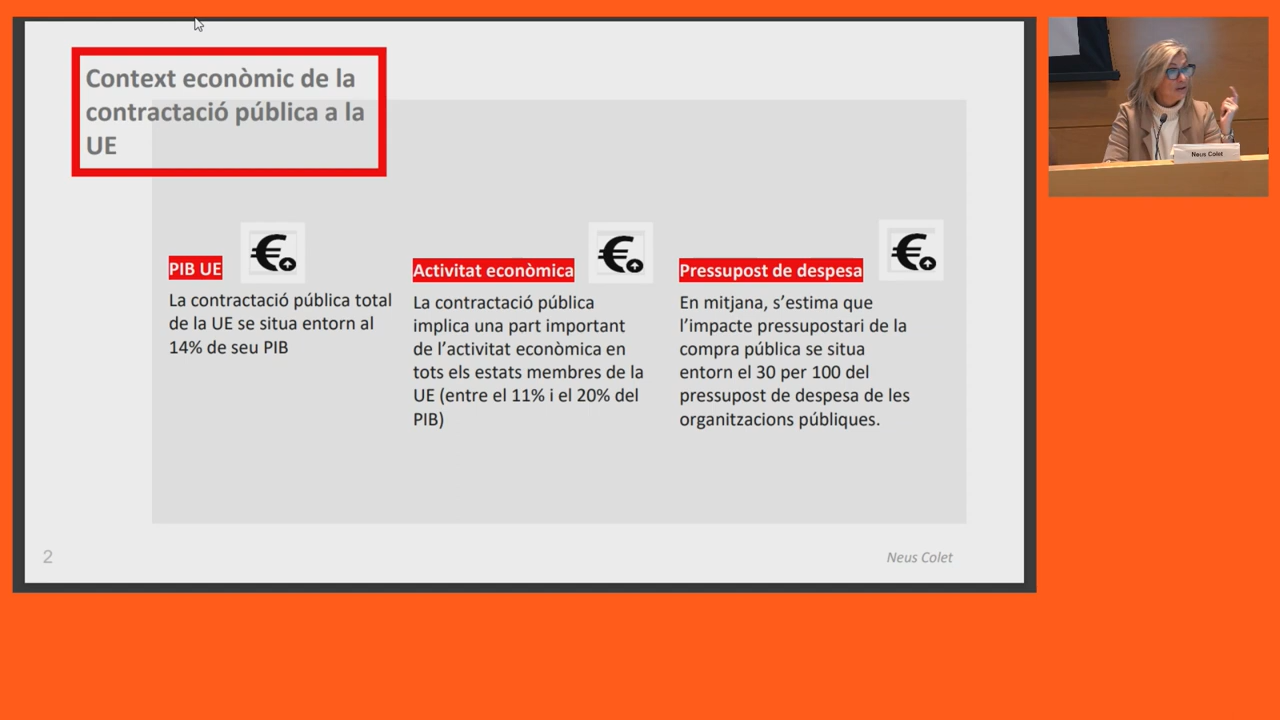 Context econòmic de la
contractació pública a la
UE
PIB UE
La contractació pública total
de la UE se situa entorn al
14% de seu PIB
Activitat econòmica
La contractació pública
implica una part important
de l’activitat econòmica en
tots els estats membres de la
UE (entre el 11% i el 20% del
PIB)
Pressupost de despesa
En mitjana, s’estima que
l’impacte pressupostari de la
compra pública se situa
entorn el 30 per 100 del
pressupost de despesa de les
organitzacions públiques.
2
Neus Colet
Neus Colet